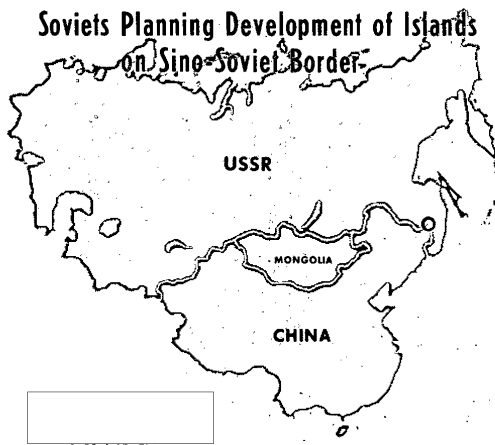 Soviets Planning Development of Islands
on Sino-Soviet Border
USSR
MONGOLIA
CHINA